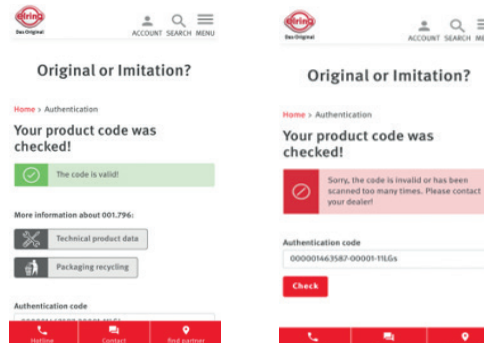 elring
Das Original
ACCOUNT SEARCH MENU
Original or Imitation?
Home > Authentication
Your product code was
checked!
The code is valid!
More information about 001.796:
Technical product data
Packaging recycling
Authentication code
Hotline
Contact
find partner
elring
Das Original
ACCOUNT SEARCH
Original or Imitation?
Home > Authentication
Your product code was
checked!
Sorry, the code is invalid or has been
scanned too many times. Please contact
your dealer!
Authentication code
000001463587-00001-11LGs
Check